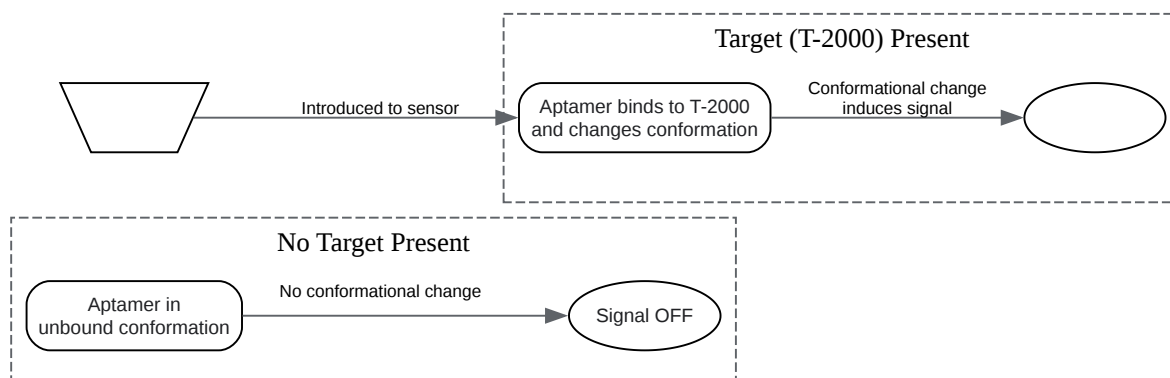 Target (T-2000) Present
Introduced to sensor
Aptamer binds to T-2000
and changes conformation
Conformational change
induces signal
No Target Present
Aptamer in
unbound conformation
No conformational change
Signal OFF